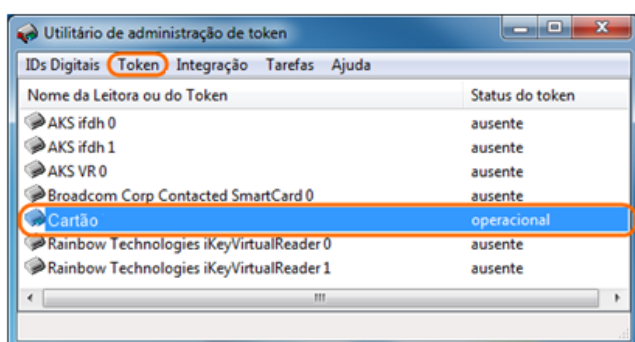 Utilitário de administração de token
IDs Digitais Token Integração Tarefas Ajuda
Nome da Leitora ou do Token Status do token
AKS ifdh 0 ausente
AKS ifdh 1 ausente
AKS VR 0 ausente
Broadcom Corp Contacted SmartCard 0 ausente
Cartão operacional
Rainbow Technologies iKeyVirtualReader 0 ausente
Rainbow Technologies iKeyVirtualReader 1 ausente